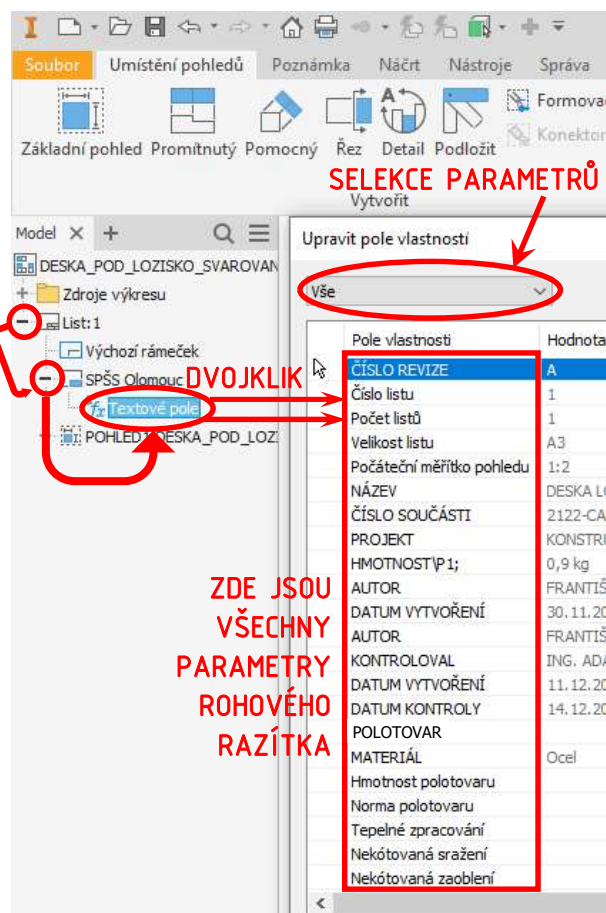 Soubor Umístění pohledů Poznámka Náčrt Nástroje Správa
Formova
Konektor
Základní pohled Promítnutý Pomocný Řez Detail Podložit
SELEKCE PARAMETRŮ
Vytvořit
Model
Upravit pole vlastností
DESKA_POD_LOZISKO_SVAROVAN
Vše
Zdroje výkresu
List:1
Výchozí rámeček
SPŠS Olomouc
DVOJKLIK
Textové pole
POHLED1:DESKA_POD_LOZ
Pole vlastnosti Hodnota
ČÍSLO REVIZE A
Číslo listu 1
Počet listů 1
Velikost listu A3
Počáteční měřítko pohledu 1:2
NÁZEV DESKA LO
ČÍSLO SOUČÁSTI 2122-CA
PROJEKT KONSTRU
HMOTNOST\P1; 0,9 kg
AUTOR FRANTIŠ
DATUM VYTVOŘENÍ 30.11.20
AUTOR FRANTIŠ
KONTROLOVAL ING. ADA
DATUM VYTVOŘENÍ 11.12.20
DATUM KONTROLY 14.12.20
POLOTOVAR
MATERIÁL Ocel
Hmotnost polotovaru
Norma polotovaru
Tepelné zpracování
Nekótovaná sražení
Nekótovaná zaoblení
ZDE JSOU
VŠECHNY
PARAMETRY
ROHOVÉHO
RAZÍTKA